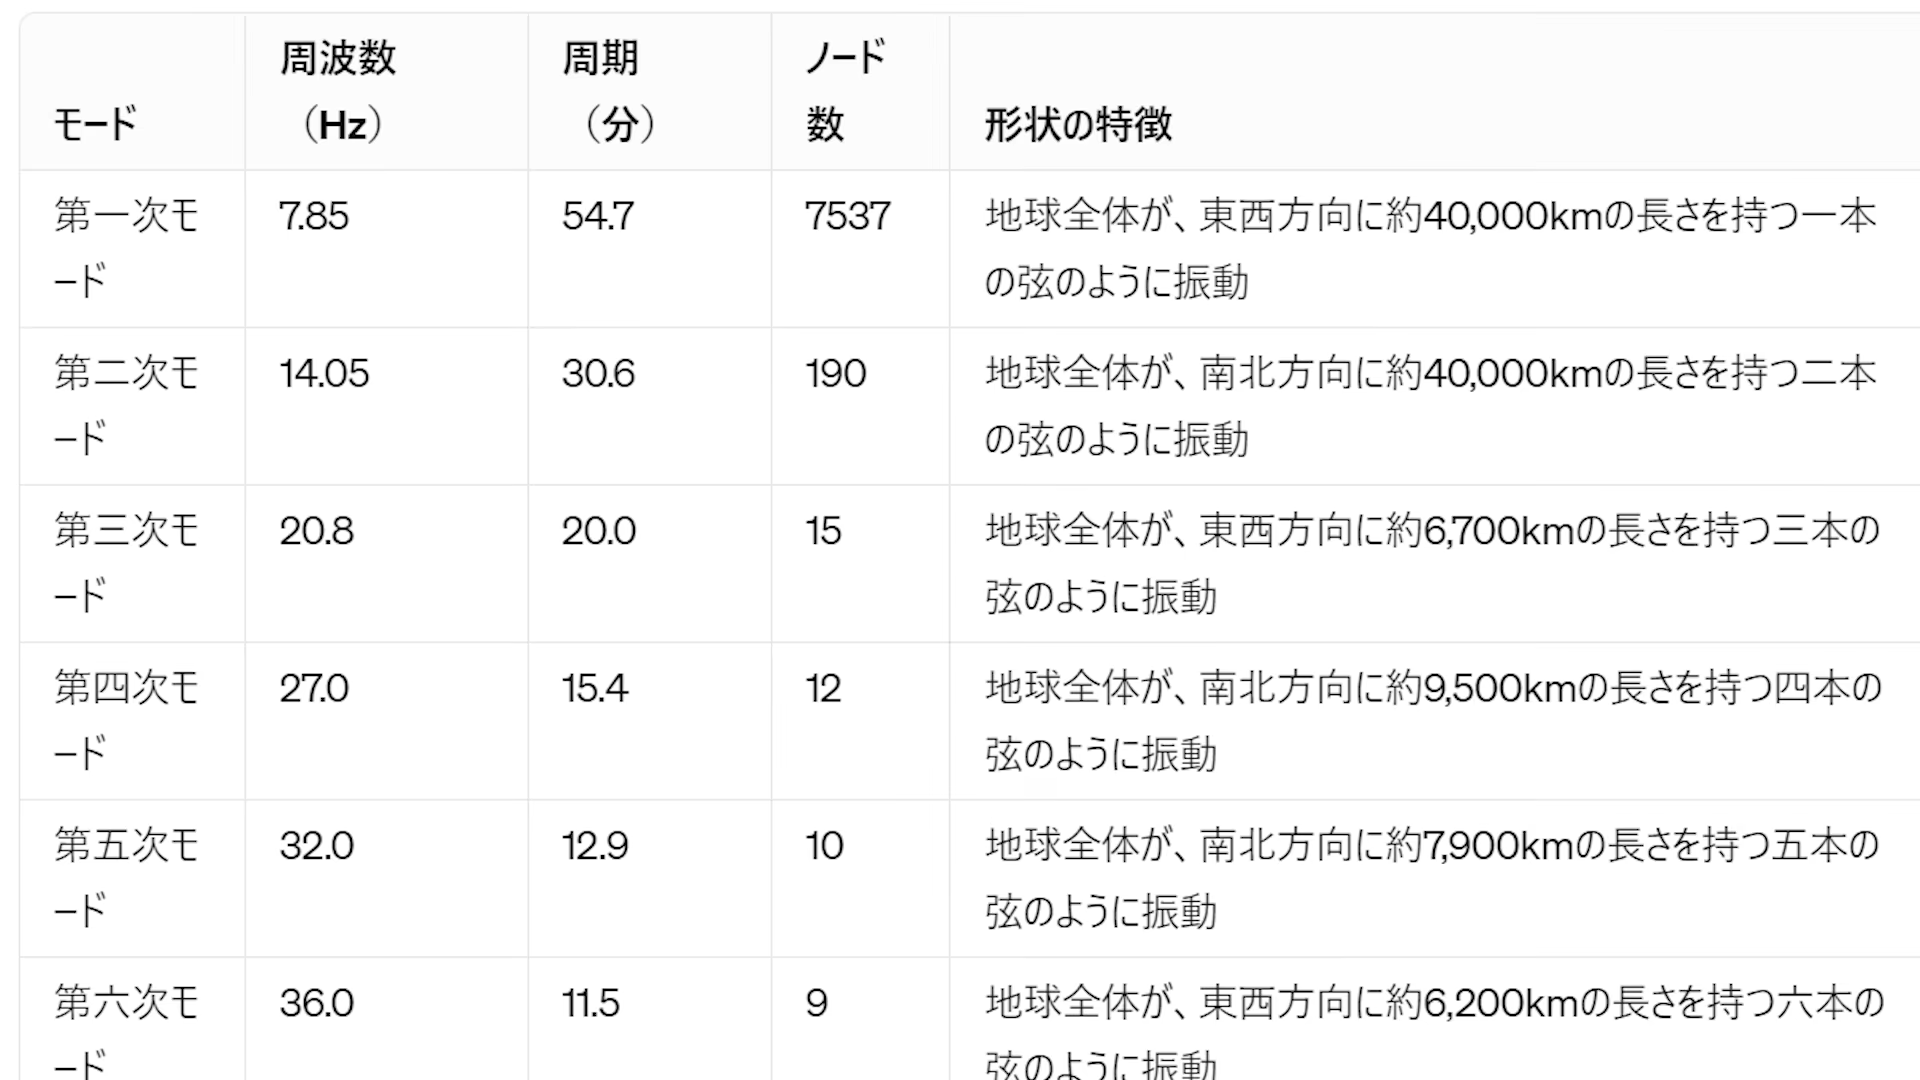 モード
周波数
（Hz）
周期
（分）
ノード
数
形状の特徴
第一次モ
ード
7.85
54.7
7537
地球全体が、東西方向に約40,000kmの長さを持つ一本
の弦のように振動
第二次モ
ード
14.05
30.6
190
地球全体が、南北方向に約40,000kmの長さを持つ二本
の弦のように振動
第三次モ
ード
20.8
20.0
15
地球全体が、東西方向に約6,700kmの長さを持つ三本の
弦のように振動
第四次モ
ード
27.0
15.4
12
地球全体が、南北方向に約9,500kmの長さを持つ四本の
弦のように振動
第五次モ
ード
32.0
12.9
10
地球全体が、南北方向に約7,900kmの長さを持つ五本の
弦のように振動
第六次モ
ード
36.0
11.5
9
地球全体が、東西方向に約6,200kmの長さを持つ六本の
弦のように振動